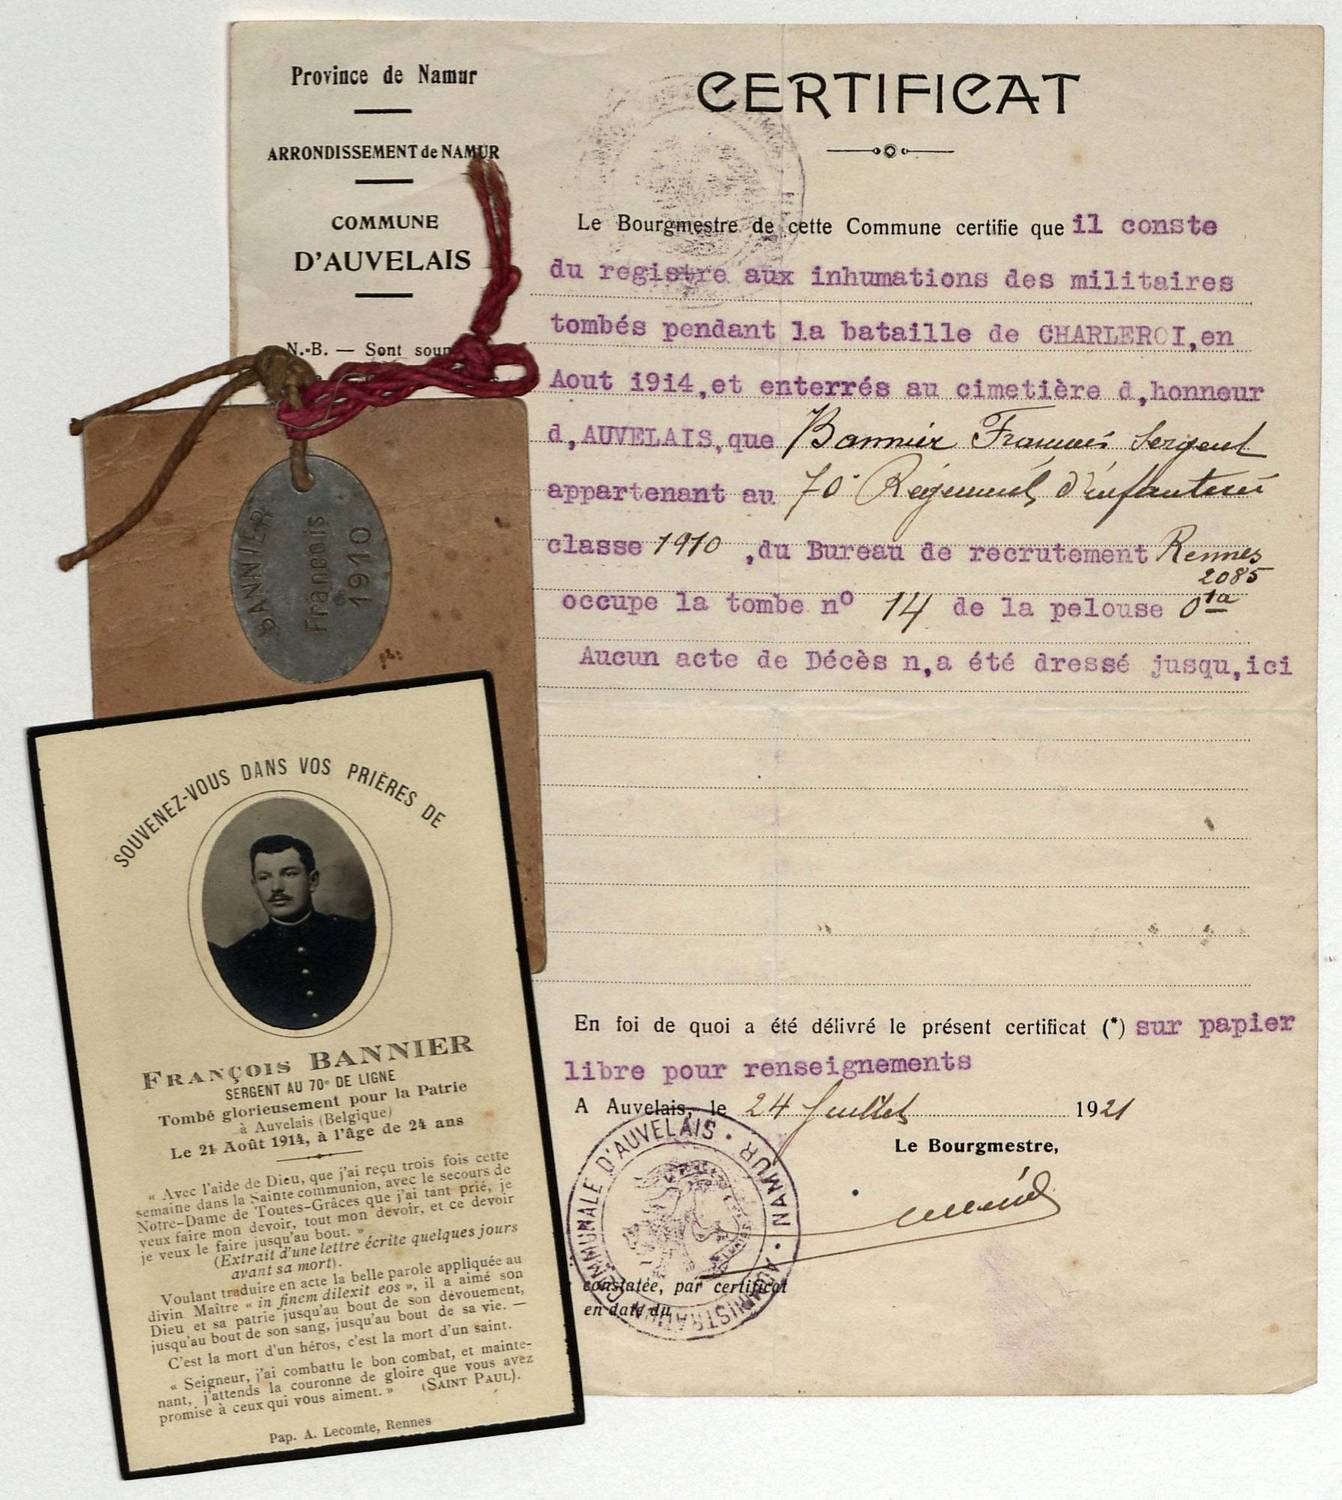 Province de Namur
ARRONDISSEMENT de NAMUR
COMMUNE
D'AUVELAIS
N.-B. — Sont soum
CERTIFICAT
Le Bourgmestre de cette Commune certifie que il conste
du registre aux inhumations des militaires
tombés pendant la bataille de CHARLEROI,en
Aout 1914,et enterrés au cimetière d,honneur
d,AUVELAIS,que Bannier François Sergent
appartenant au 70e Régiment d'infanterie
classe 1910 ,du Bureau de recrutement Rennes
2085
occupe la tombe no 14 de la pelouse 0ta
Aucun acte de Décès n,a été dressé jusqu,ici
En foi de quoi a été délivré le présent certificat (*) sur papier
libre pour renseignements
A Auvelais, le 24 Juillet 1921
Le Bourgmestre,
ADMINISTRATION COMMUNALE D'AUVELAIS · NAMUR ·
constatée, par certificat
en date du
BANNIER
François
1910
SOUVENEZ-VOUS DANS VOS PRIÈRES DE
FRANÇOIS BANNIER
SERGENT AU 70e DE LIGNE
Tombé glorieusement pour la Patrie
à Auvelais (Belgique)
Le 21 Août 1914, à l'âge de 24 ans
« Avec l'aide de Dieu, que j'ai reçu trois fois cette
semaine dans la Sainte communion, avec le secours de
Notre-Dame de Toutes-Grâces que j'ai tant prié, je
veux faire mon devoir, tout mon devoir, et ce devoir
je veux le faire jusqu'au bout. »
(Extrait d'une lettre écrite quelques jours
avant sa mort).
Voulant traduire en acte la belle parole appliquée au
divin Maître « in finem dilexit eos », il a aimé son
Dieu et sa patrie jusqu'au bout de son dévouement,
jusqu'au bout de son sang, jusqu'au bout de sa vie. —
C'est la mort d'un héros, c'est la mort d'un saint.
« Seigneur, j'ai combattu le bon combat, et mainte-
nant, j'attends la couronne de gloire que vous avez
promise à ceux qui vous aiment. » (SAINT PAUL).
Pap. A. Lecomte, Rennes